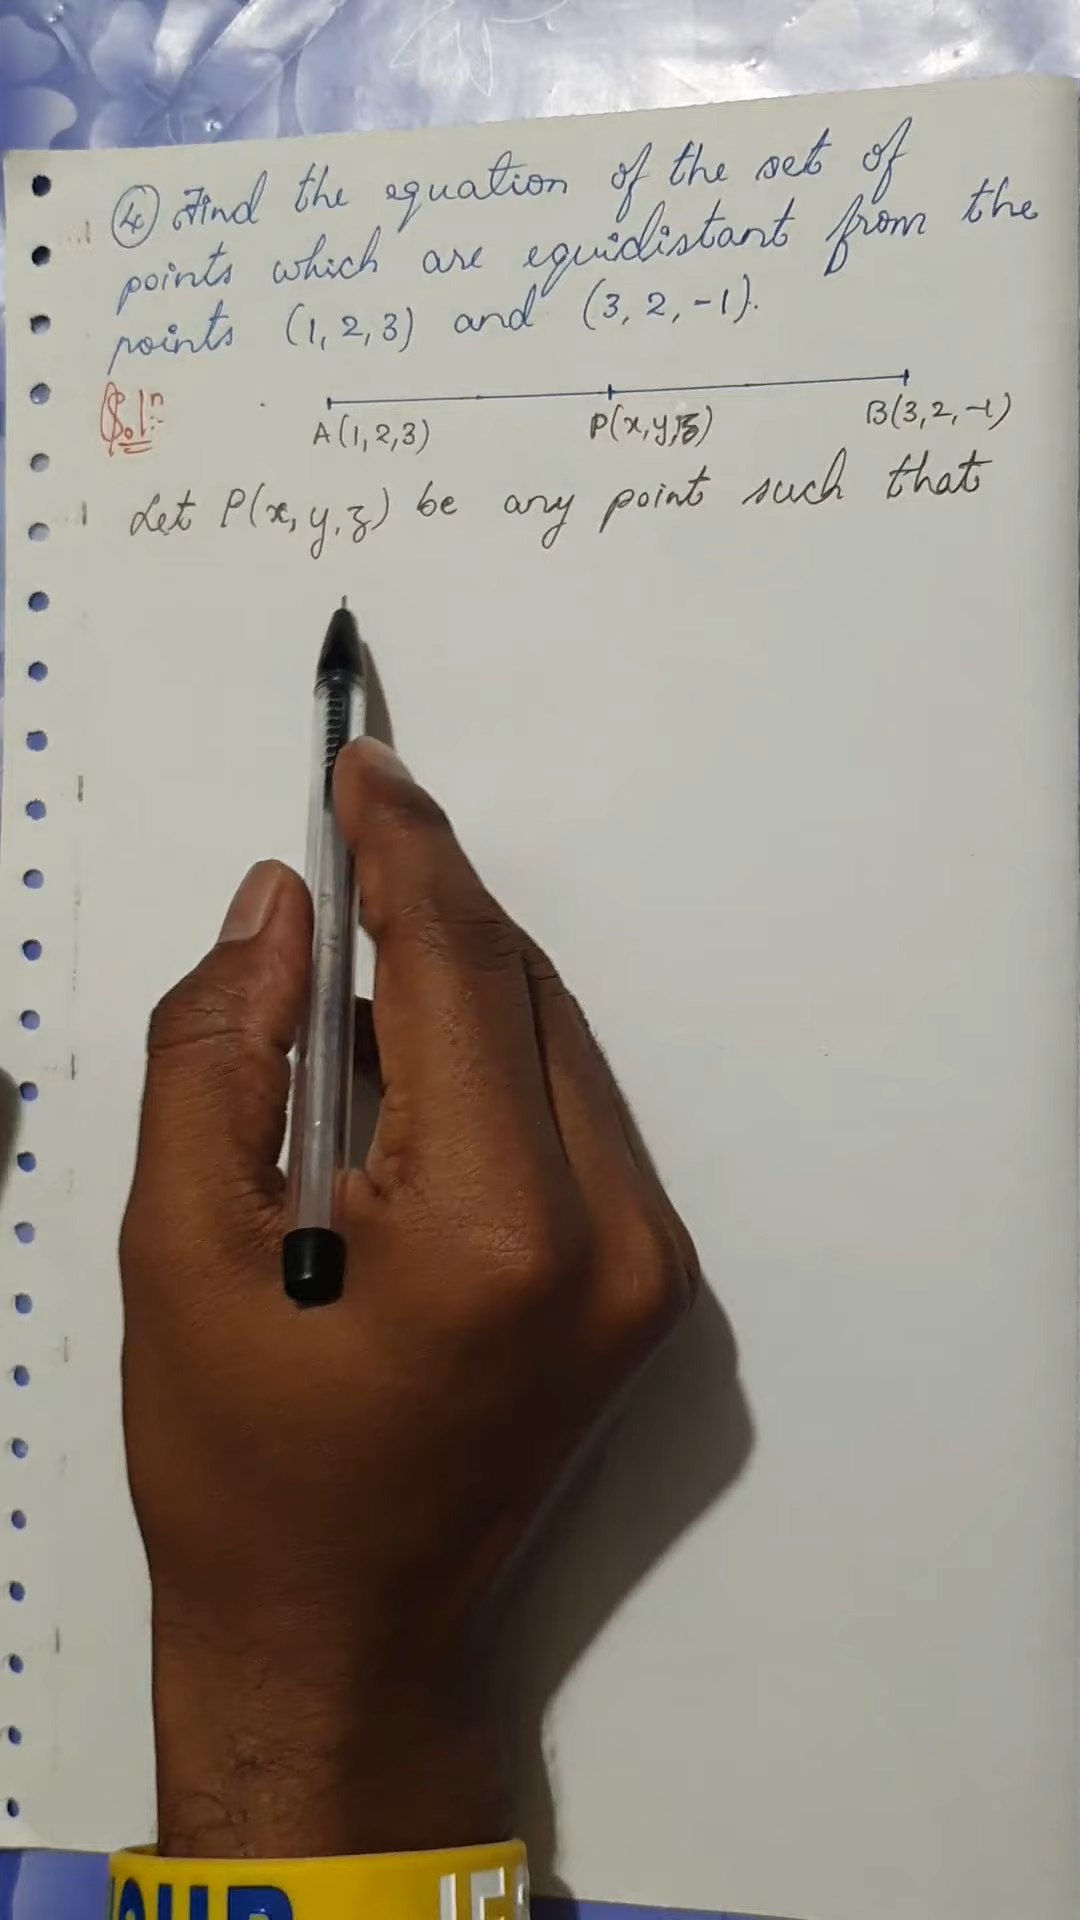 ④ Find the equation of the set of
points which are equidistant from the
points (1, 2, 3) and (3, 2, -1).
Solⁿ:-
A(1,2,3) P(x,y,z) B(3,2,-1)
Let P(x, y, z) be any point such that